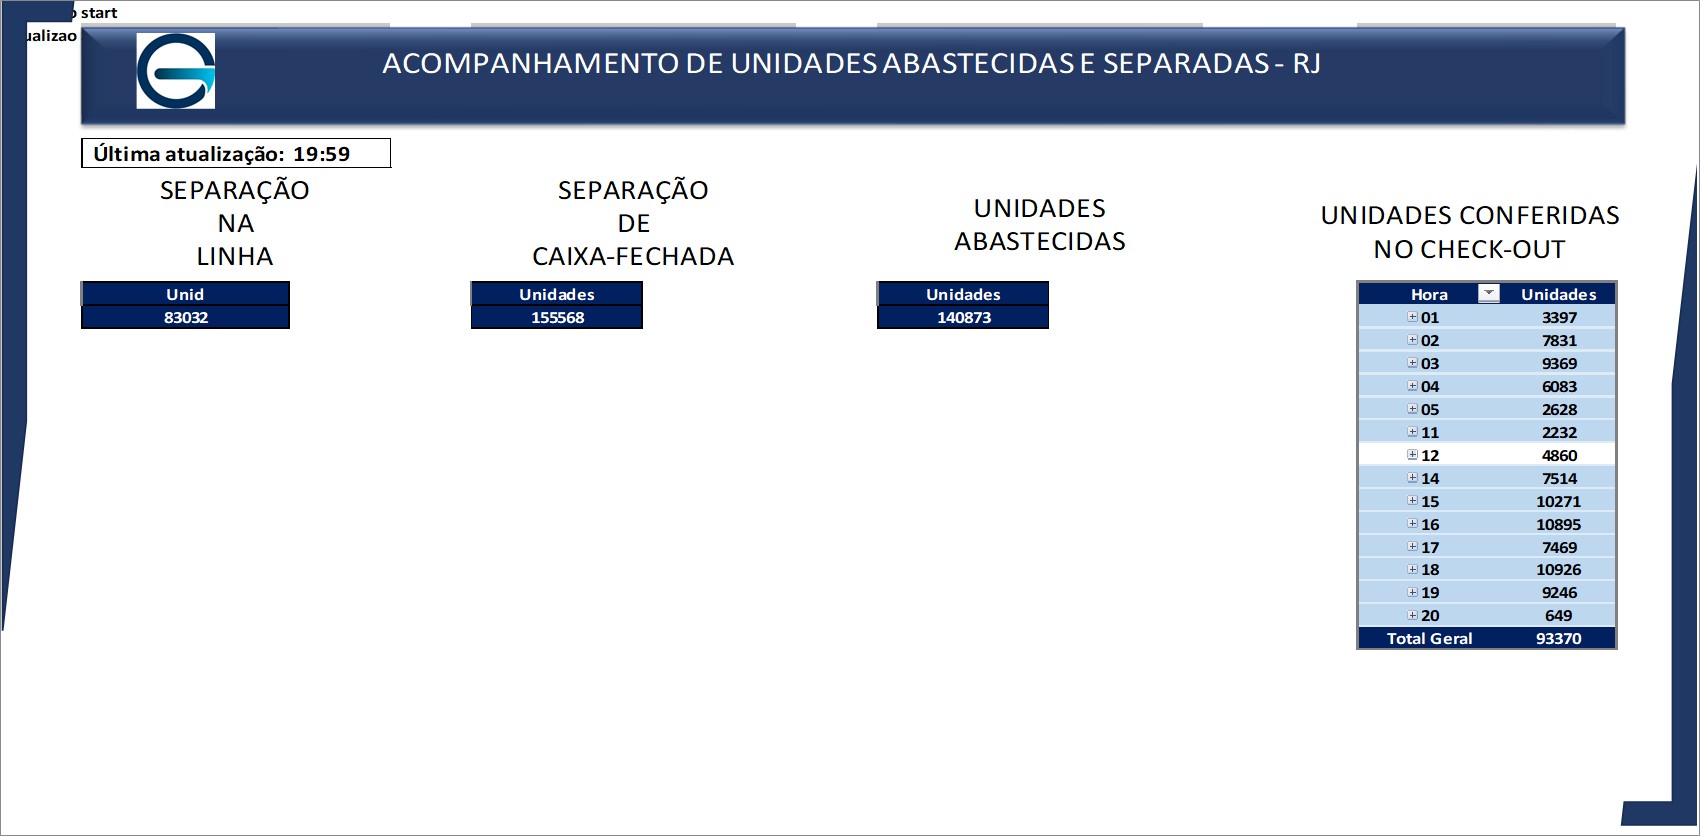 start
ualizao
ACOMPANHAMENTO DE UNIDADES ABASTECIDAS E SEPARADAS - RJ
Última atualização: 19:59
SEPARAÇÃO
NA
LINHA
Unid
83032
SEPARAÇÃO
DE
CAIXA-FECHADA
Unidades
155568
UNIDADES
ABASTECIDAS
Unidades
140873
UNIDADES CONFERIDAS
NO CHECK-OUT
Hora Unidades
01 3397
02 7831
03 9369
04 6083
05 2628
11 2232
12 4860
14 7514
15 10271
16 10895
17 7469
18 10926
19 9246
20 649
Total Geral 93370